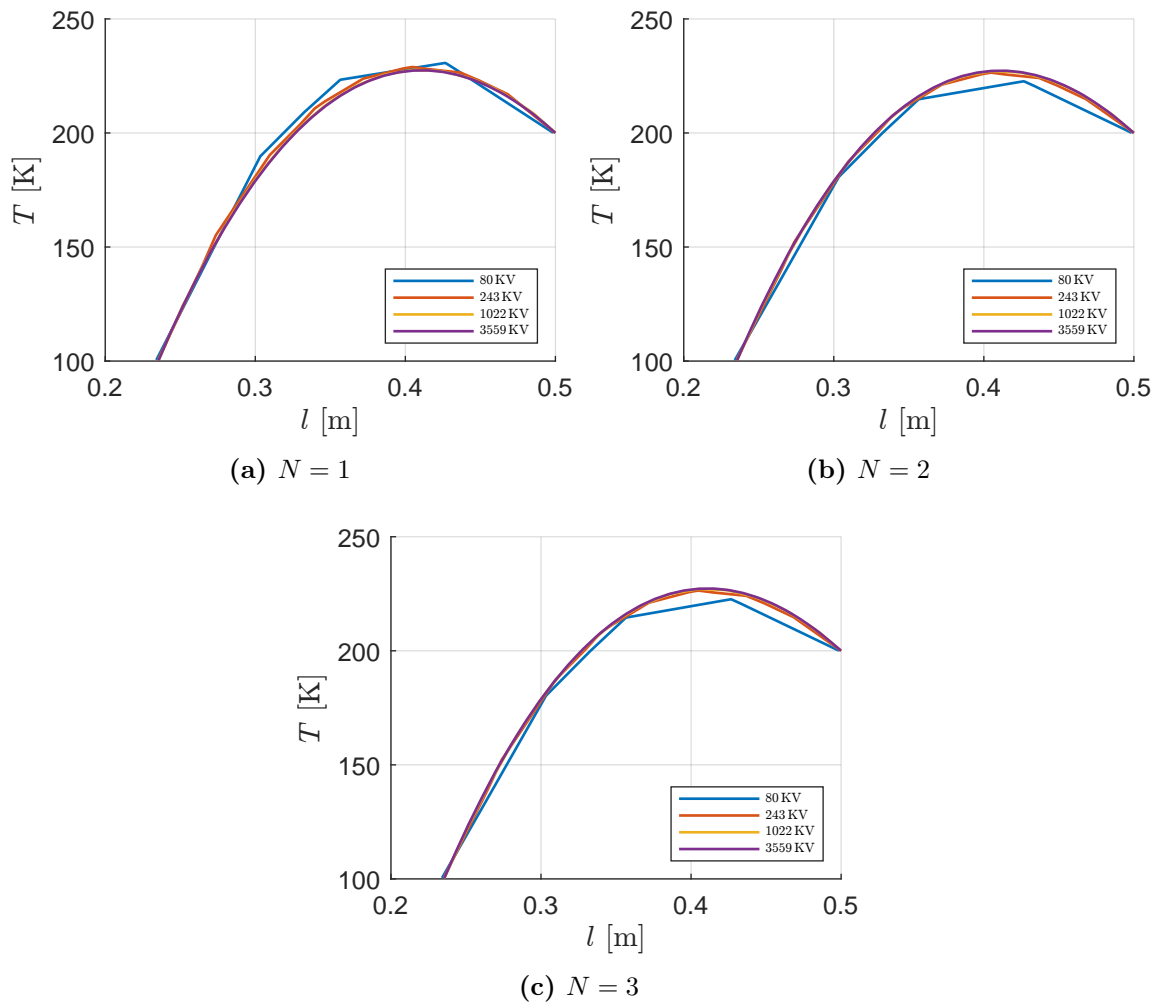 250
200
150
100
T [K]
0.2 0.3 0.4 0.5
l [m]
80 KV
243 KV
1022 KV
3559 KV
(a) N = 1
250
200
150
100
T [K]
0.2 0.3 0.4 0.5
l [m]
80 KV
243 KV
1022 KV
3559 KV
(b) N = 2
250
200
150
100
T [K]
0.2 0.3 0.4 0.5
l [m]
80 KV
243 KV
1022 KV
3559 KV
(c) N = 3